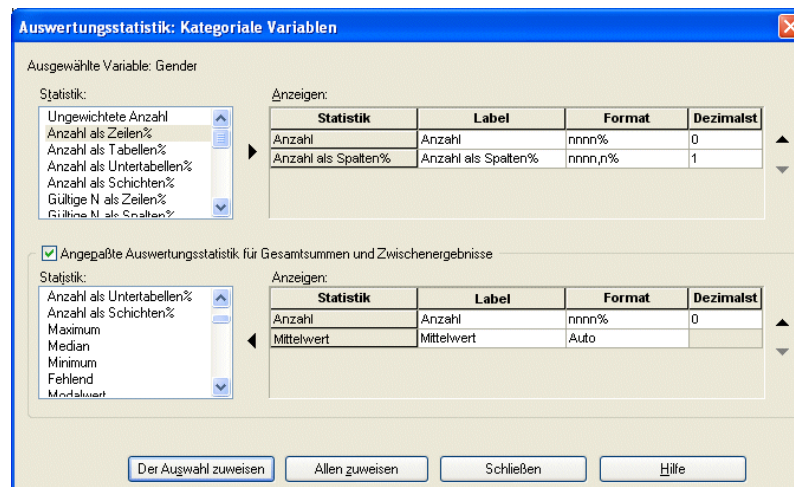 Auswertungsstatistik: Kategoriale Variablen
Ausgewählte Variable: Gender
Statistik:
Ungewichtete Anzahl
Anzahl als Zeilen%
Anzahl als Tabellen%
Anzahl als Untertabellen%
Anzahl als Schichten%
Gültige N als Zeilen%
Gültige N als Spalten%
Anzeigen:
Statistik Label Format Dezimalst
Anzahl Anzahl nnnn% 0
Anzahl als Spalten% Anzahl als Spalten% nnnn,n% 1
Angepaßte Auswertungsstatistik für Gesamtsummen und Zwischenergebnisse
Statistik:
Anzahl als Untertabellen%
Anzahl als Schichten%
Maximum
Median
Minimum
Fehlend
Modalwert
Anzeigen:
Statistik Label Format Dezimalst
Anzahl Anzahl nnnn% 0
Mittelwert Mittelwert Auto
Der Auswahl zuweisen Allen zuweisen Schließen Hilfe